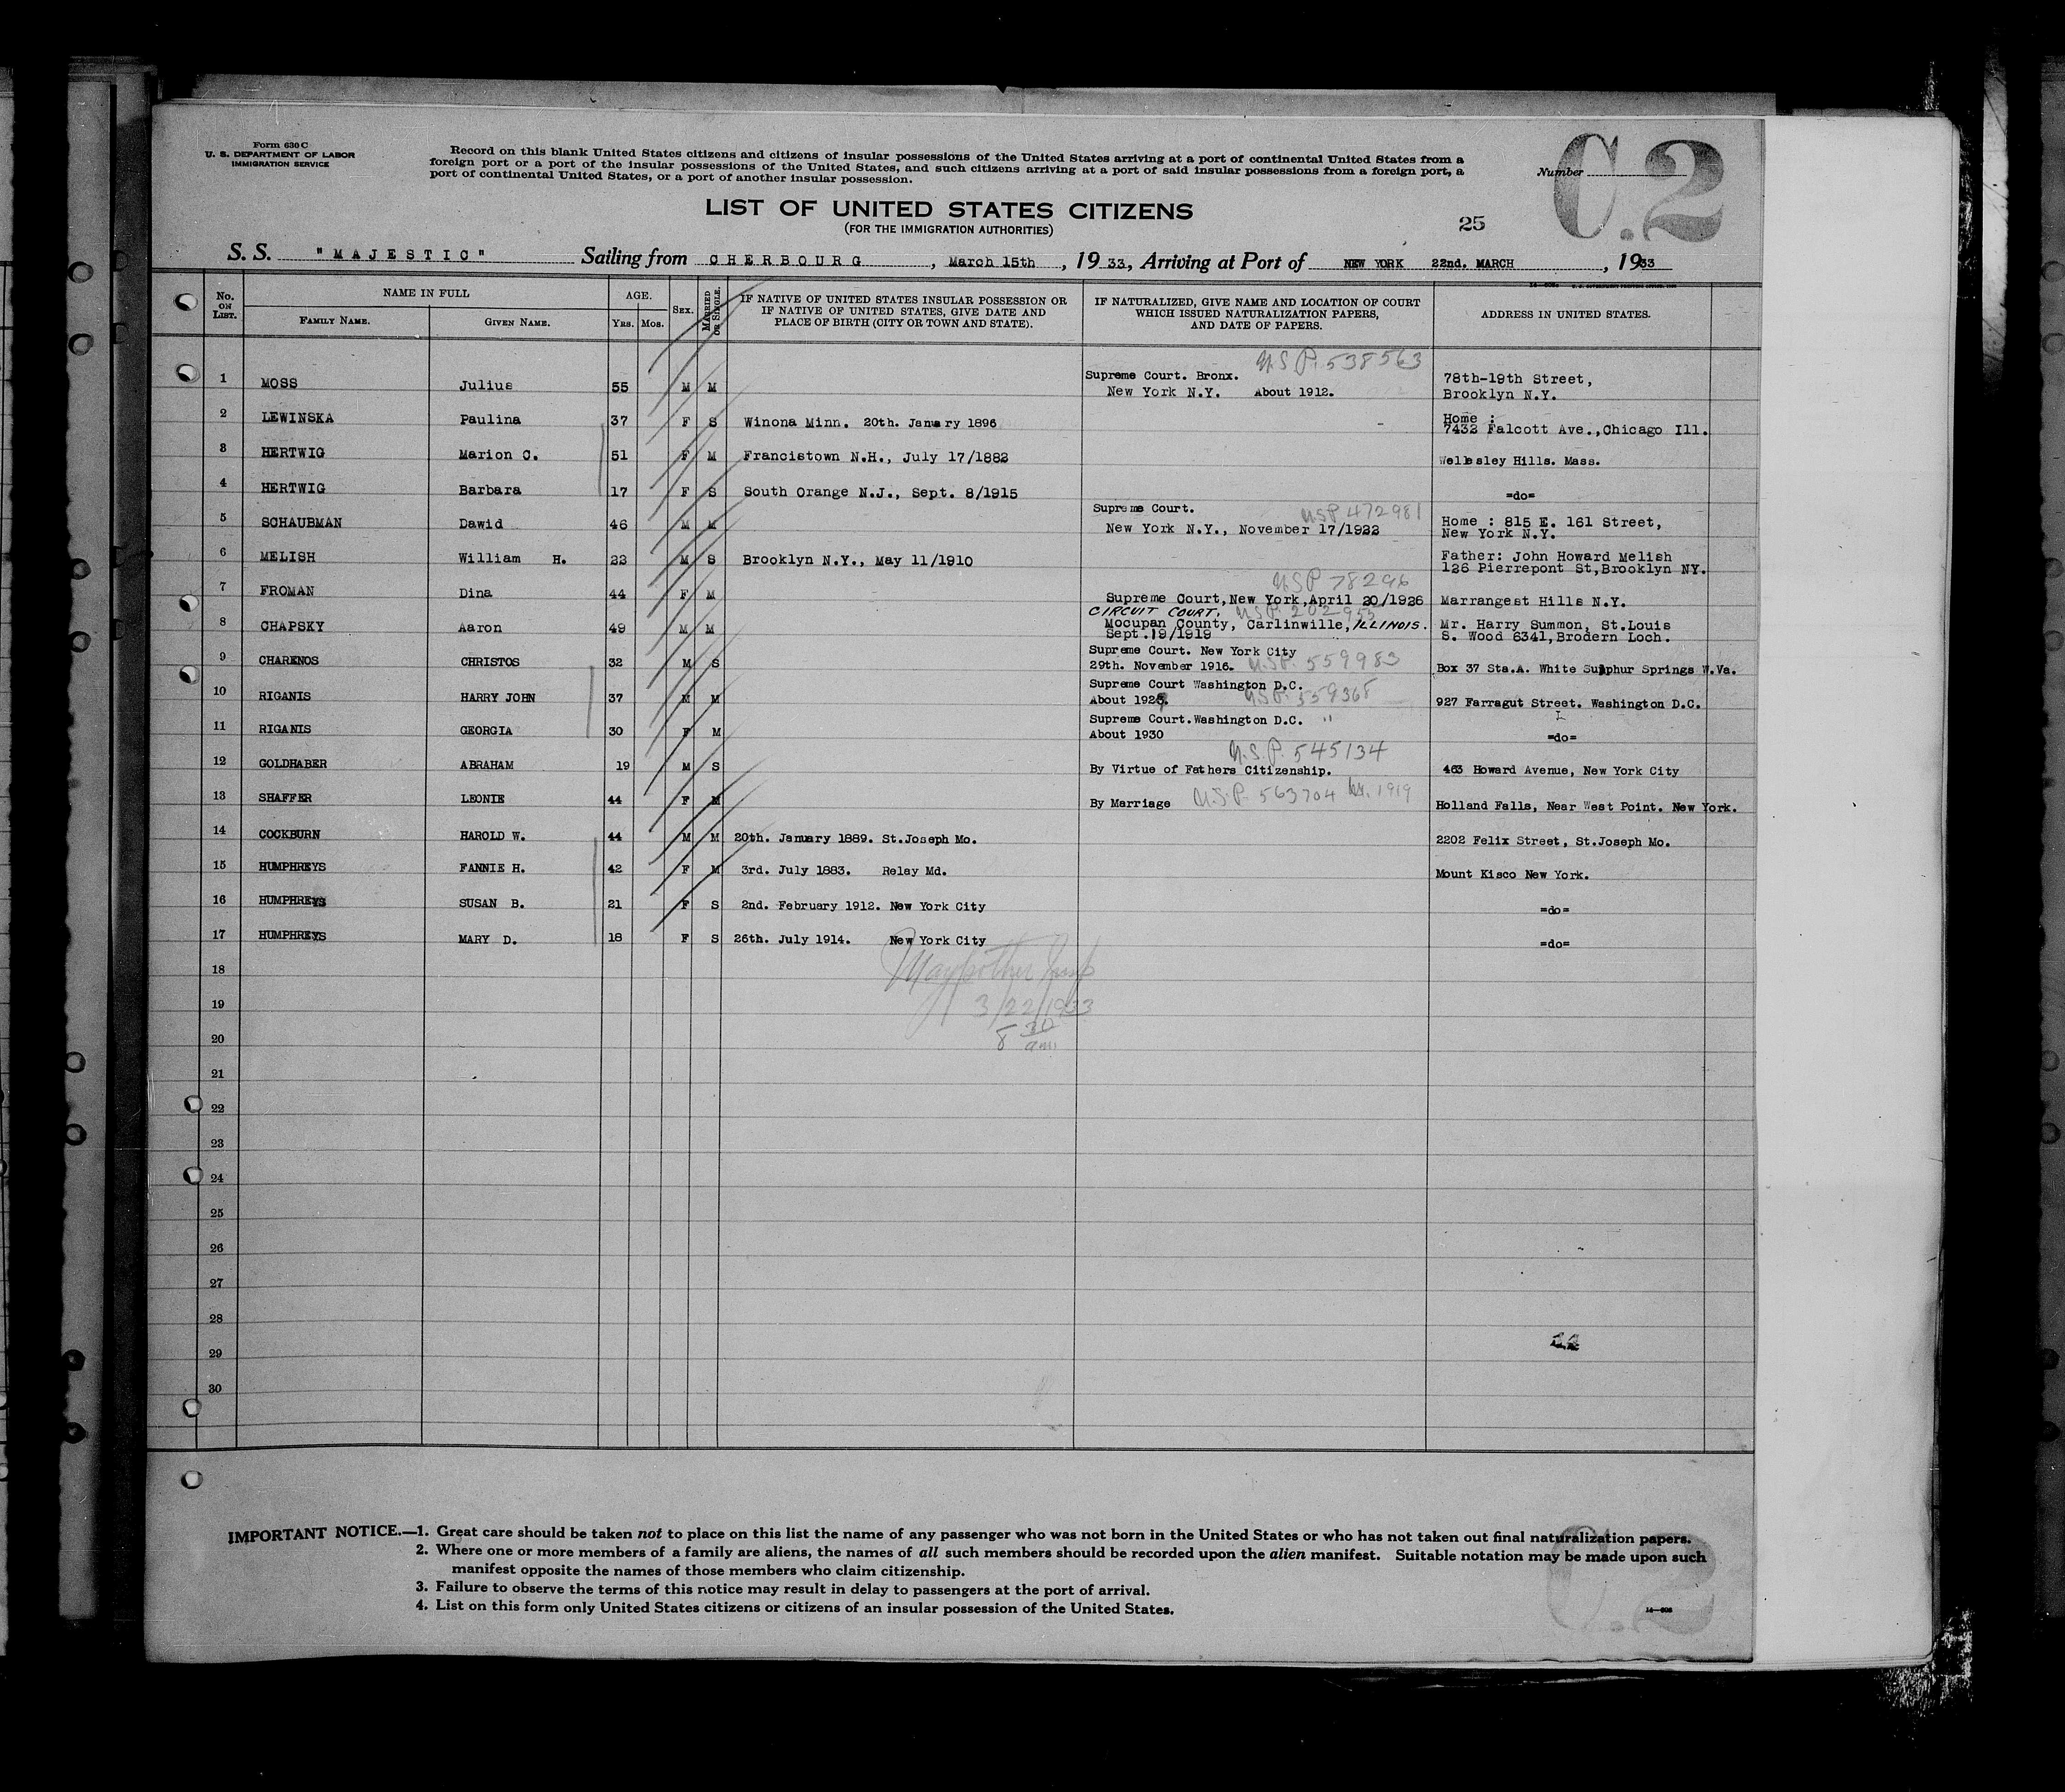 Form 630 C
U. S. DEPARTMENT OF LABOR
IMMIGRATION SERVICE
Record on this blank United States citizens and citizens of insular possessions of the United States arriving at a port of continental United States from a
foreign port or a port of the insular possessions of the United States, and such citizens arriving at a port of said insular possessions from a foreign port, a
port of continental United States, or a port of another insular possession.
Number
C.2
LIST OF UNITED STATES CITIZENS
(FOR THE IMMIGRATION AUTHORITIES)
25
S. S. "MAJESTIC" Sailing from CHERBOURG, March 15th, 1933, Arriving at Port of NEW YORK 22nd. MARCH, 1933
No. ON LIST. NAME IN FULL AGE. SEX. MARRIED OR SINGLE. IF NATIVE OF UNITED STATES INSULAR POSSESSION OR IF NATIVE OF UNITED STATES, GIVE DATE AND PLACE OF BIRTH (CITY OR TOWN AND STATE). IF NATURALIZED, GIVE NAME AND LOCATION OF COURT WHICH ISSUED NATURALIZATION PAPERS, AND DATE OF PAPERS. ADDRESS IN UNITED STATES.
FAMILY NAME. GIVEN NAME. Yrs. Mos.
U.S.P. 538563
1 MOSS Julius 55 M M Supreme Court. Bronx. New York N.Y. About 1912. 78th-19th Street, Brooklyn N.Y.
2 LEWINSKA Paulina 37 F S Winona Minn. 20th. January 1896 Home : 7432 Falcott Ave.,Chicago Ill.
3 HERTWIG Marion C. 51 F M Francistown N.H., July 17/1882 Wellesley Hills. Mass.
4 HERTWIG Barbara 17 F S South Orange N.J., Sept. 8/1915 =do=
5 SCHAUBMAN Dawid 46 M M Supreme Court. USP 472981 New York N.Y., November 17/1922 Home : 815 E. 161 Street, New York N.Y.
6 MELISH William H. 22 M S Brooklyn N.Y., May 11/1910 Father: John Howard Melish 126 Pierrepont St,Brooklyn NY.
7 FROMAN Dina 44 F M USP 78296 Supreme Court,New York,April 20/1926 Marrangest Hills N.Y.
8 CHAPSKY Aaron 49 M M CIRCUIT COURT. Mocupan County, Carlinwille, ILLINOIS. Sept.19/1919 Mr. Harry Summon, St.Louis S. Wood 6341,Brodern Loch.
9 CHARENOS CHRISTOS 32 M S Supreme Court. New York City 29th. November 1916. U.S.P. 559983 Box 37 Sta.A. White Sulphur Springs W.Va.
10 RIGANIS HARRY JOHN 37 M M Supreme Court Washington D.C. U.S.P. 559368 927 Farragut Street. Washington D.C.
11 RIGANIS GEORGIA 30 F M Supreme Court.Washington D.C. " About 1930 =do=
12 GOLDHABER ABRAHAM 19 M S U.S.P. 545134 By Virtue of Fathers Citizenship. 463 Howard Avenue, New York City
13 SHAFFER LEONIE 44 F M By Marriage U.S.P. 563704 1919 Holland Falls, Near West Point. New York.
14 COCKBURN HAROLD W. 44 M M 20th. January 1889. St.Joseph Mo. 2202 Felix Street, St.Joseph Mo.
15 HUMPHREYS FANNIE H. 42 F M 3rd. July 1883. Relay Md. Mount Kisco New York.
16 HUMPHREYS SUSAN B. 21 F S 2nd. February 1912. New York City =do=
17 HUMPHREYS MARY D. 18 F S 26th. July 1914. New York City =do=
18
19 3/22/1933
20 8 30 am
21
22
23
24
25
26
27
28
29
30
IMPORTANT NOTICE.—1. Great care should be taken not to place on this list the name of any passenger who was not born in the United States or who has not taken out final naturalization papers.
2. Where one or more members of a family are aliens, the names of all such members should be recorded upon the alien manifest. Suitable notation may be made upon such
manifest opposite the names of those members who claim citizenship.
3. Failure to observe the terms of this notice may result in delay to passengers at the port of arrival.
4. List on this form only United States citizens or citizens of an insular possession of the United States.